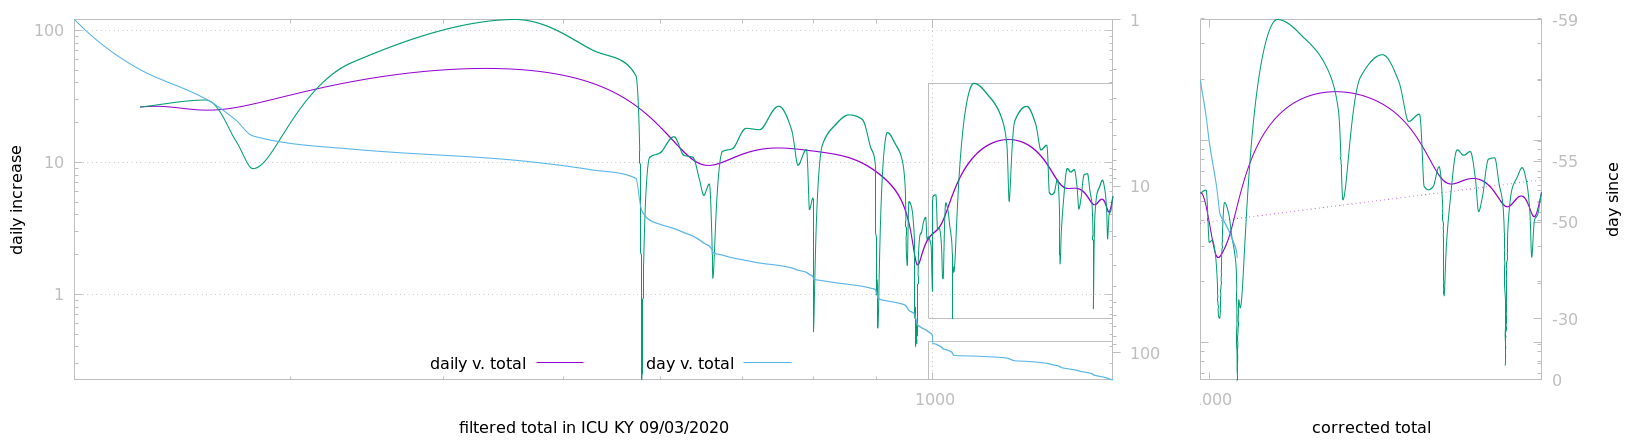 100
10
1
daily increase
daily v. total
day v. total
1
10
100
1000
filtered total in ICU KY 09/03/2020
-59
-55
-50
-30
0
day since
.000
corrected total